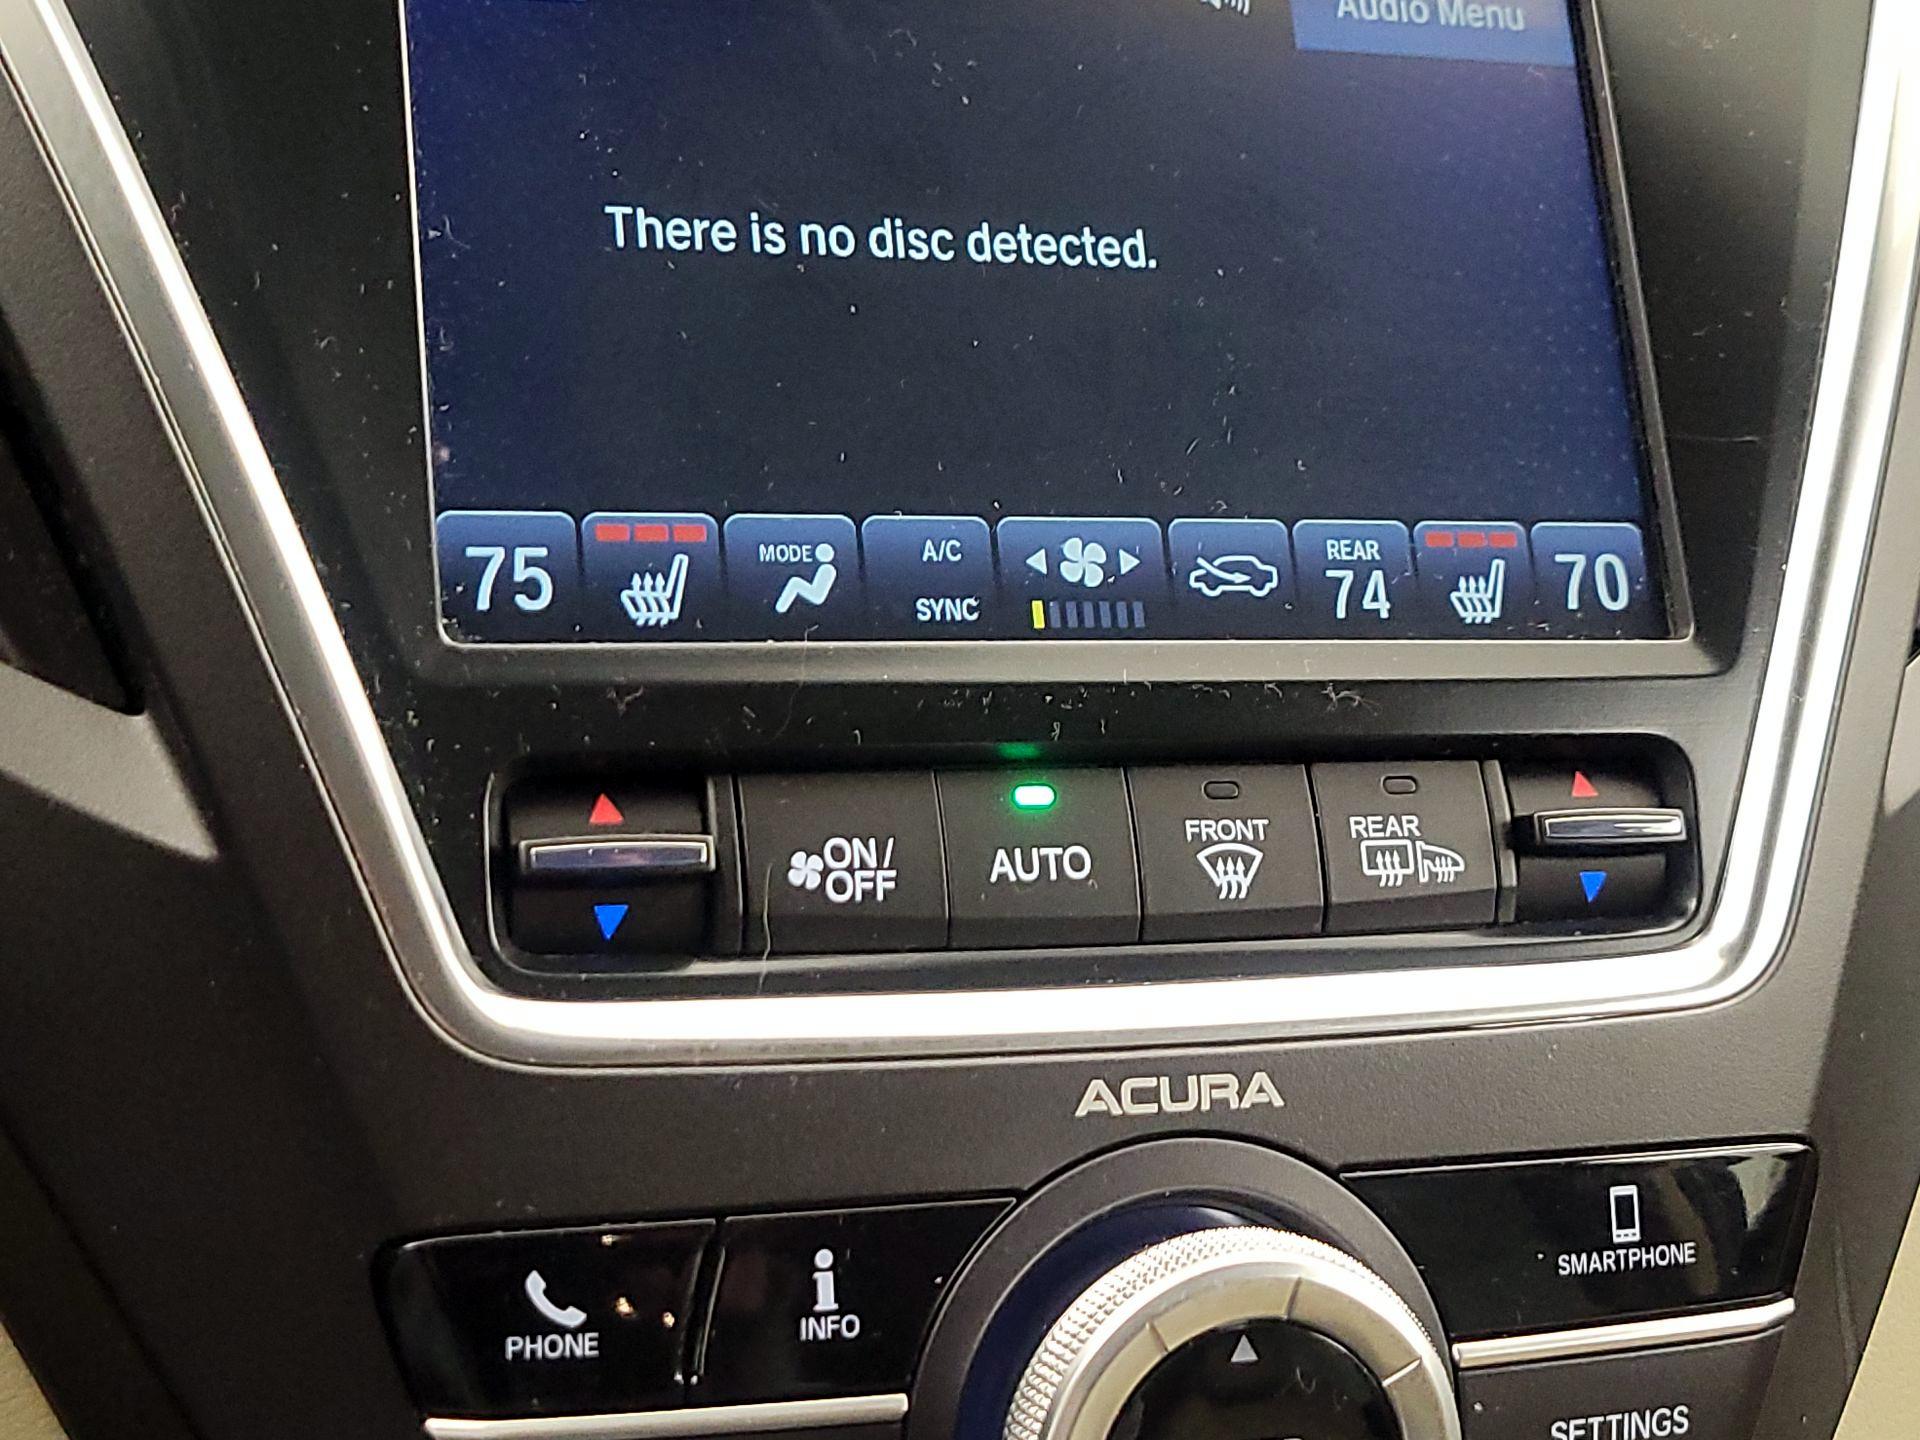 Audio Menu
There is no disc detected.
75
MODE
A/C
SYNC
REAR
74
70
ON/
OFF
AUTO
FRONT
REAR
ACURA
PHONE
INFO
SMARTPHONE
SETTINGS